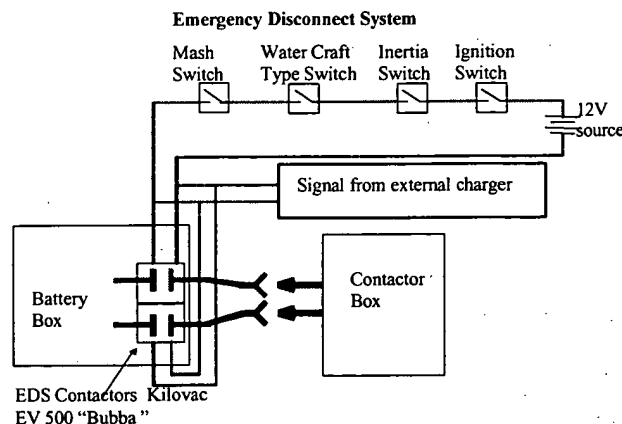 Emergency Disconnect System
Mash
Switch
Water Craft
Type Switch
Inertia
Switch
Ignition
Switch
12V
source
Signal from external charger
Battery
Box
Contactor
Box
EDS Contactors Kilovac
EV 500 “Bubba ”